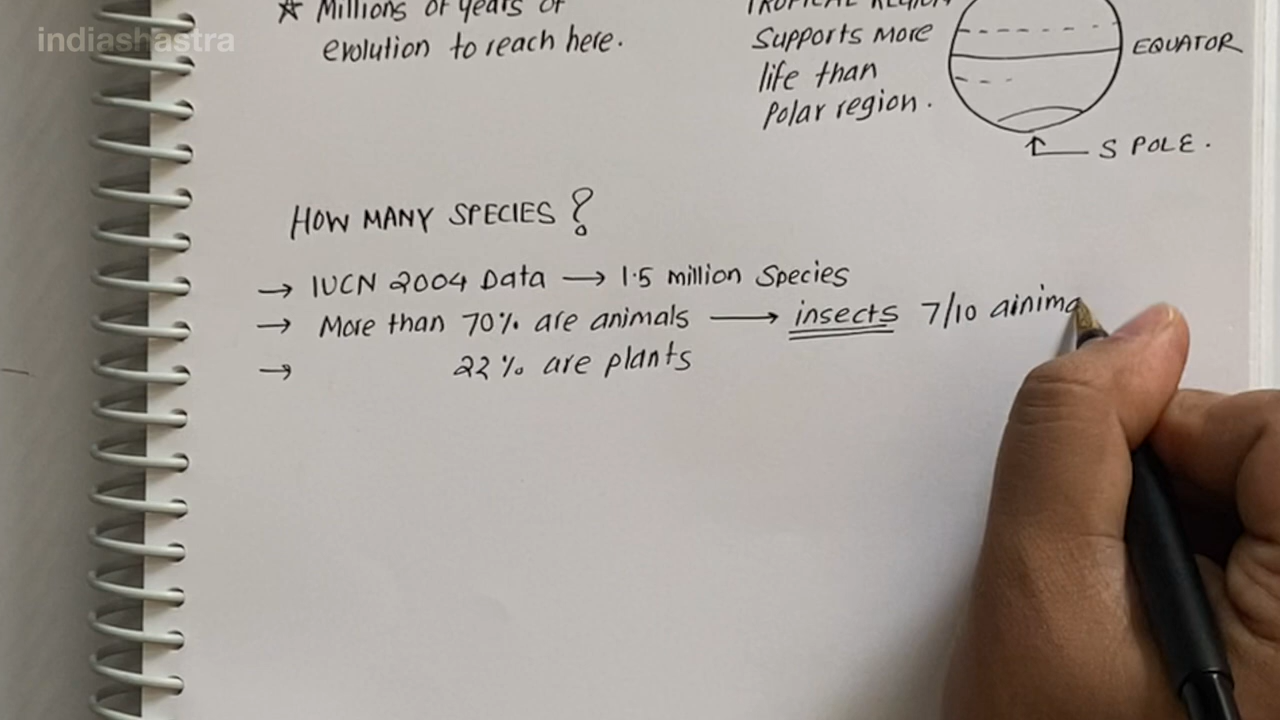 indiashastra
★ Millions of years of
evolution to reach here.
TROPICAL REGION
Supports More
life than
Polar region.
EQUATOR
S POLE.
HOW MANY SPECIES?
→ IUCN 2004 Data → 1.5 million Species
→ More than 70% are animals → insects 7/10 ainima
→ 22% are plants